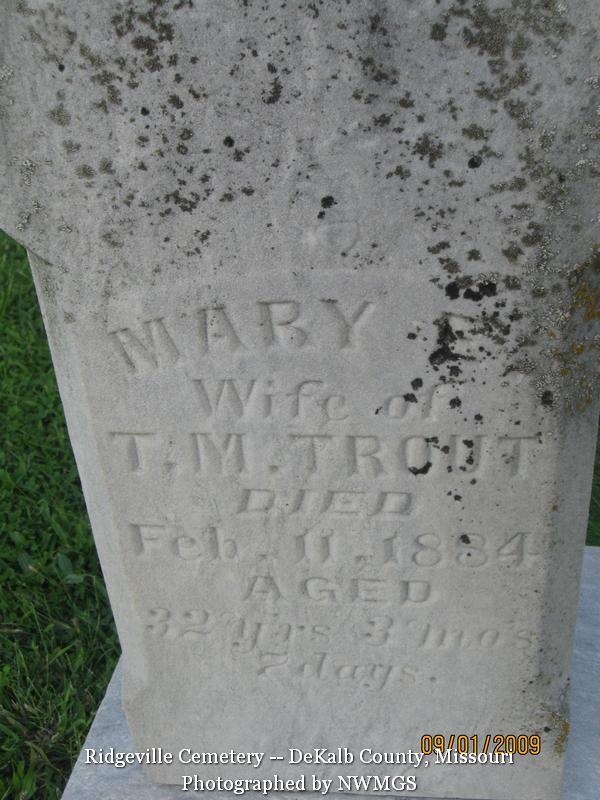 MARY E.
Wife of
T. M. TROUT
DIED
Feb. 11, 1884
AGED
32 yrs 3 mo's
7 days.
09/01/2009
Ridgeville Cemetery -- DeKalb County, Missouri
Photographed by NWMGS